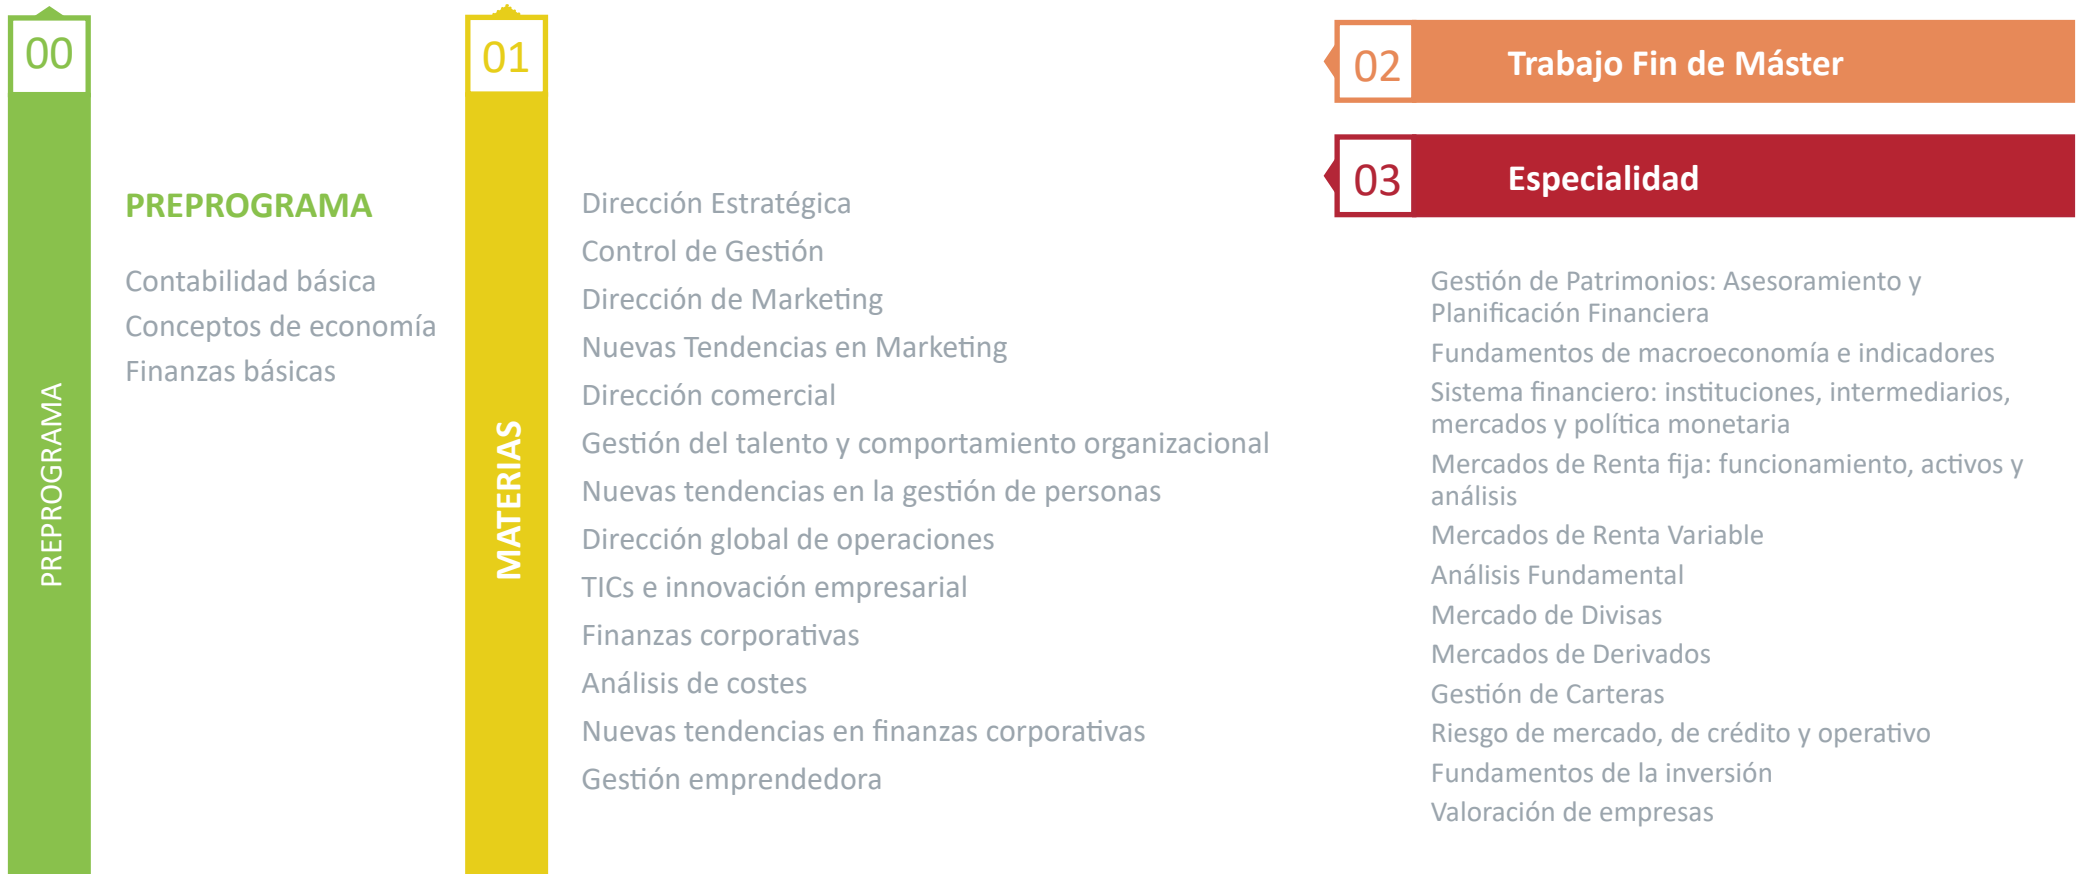 00
PREPROGRAMA
PREPROGRAMA
Contabilidad básica
Conceptos de economía
Finanzas básicas
01
MATERIAS
Dirección Estratégica
Control de Gestión
Dirección de Marketing
Nuevas Tendencias en Marketing
Dirección comercial
Gestión del talento y comportamiento organizacional
Nuevas tendencias en la gestión de personas
Dirección global de operaciones
TICs e innovación empresarial
Finanzas corporativas
Análisis de costes
Nuevas tendencias en finanzas corporativas
Gestión emprendedora
02 Trabajo Fin de Máster
03 Especialidad
Gestión de Patrimonios: Asesoramiento y
Planificación Financiera
Fundamentos de macroeconomía e indicadores
Sistema financiero: instituciones, intermediarios,
mercados y política monetaria
Mercados de Renta fija: funcionamiento, activos y
análisis
Mercados de Renta Variable
Análisis Fundamental
Mercado de Divisas
Mercados de Derivados
Gestión de Carteras
Riesgo de mercado, de crédito y operativo
Fundamentos de la inversión
Valoración de empresas